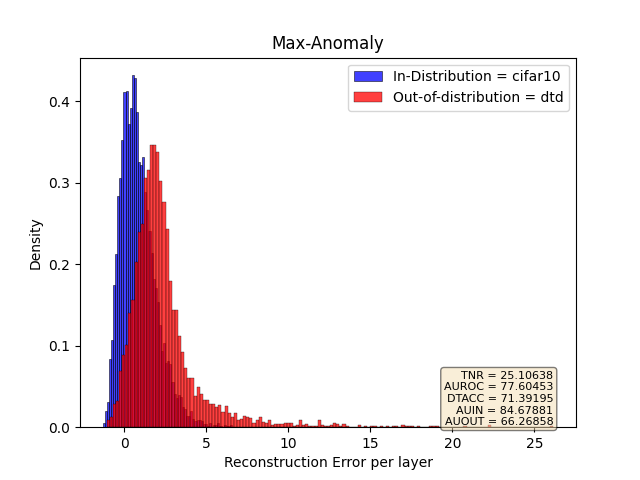 Max-Anomaly
In-Distribution = cifar10
Out-of-distribution = dtd
Density
0.4
0.3
0.2
0.1
0.0
TNR = 25.10638
AUROC = 77.60453
DTACC = 71.39195
AUIN = 84.67881
AUOUT = 66.26858
0 5 10 15 20 25
Reconstruction Error per layer